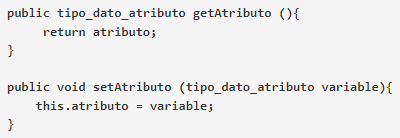 public tipo_dato_atributo getAtributo (){
return atributo;
}
public void setAtributo (tipo_dato_atributo variable){
this.atributo = variable;
}